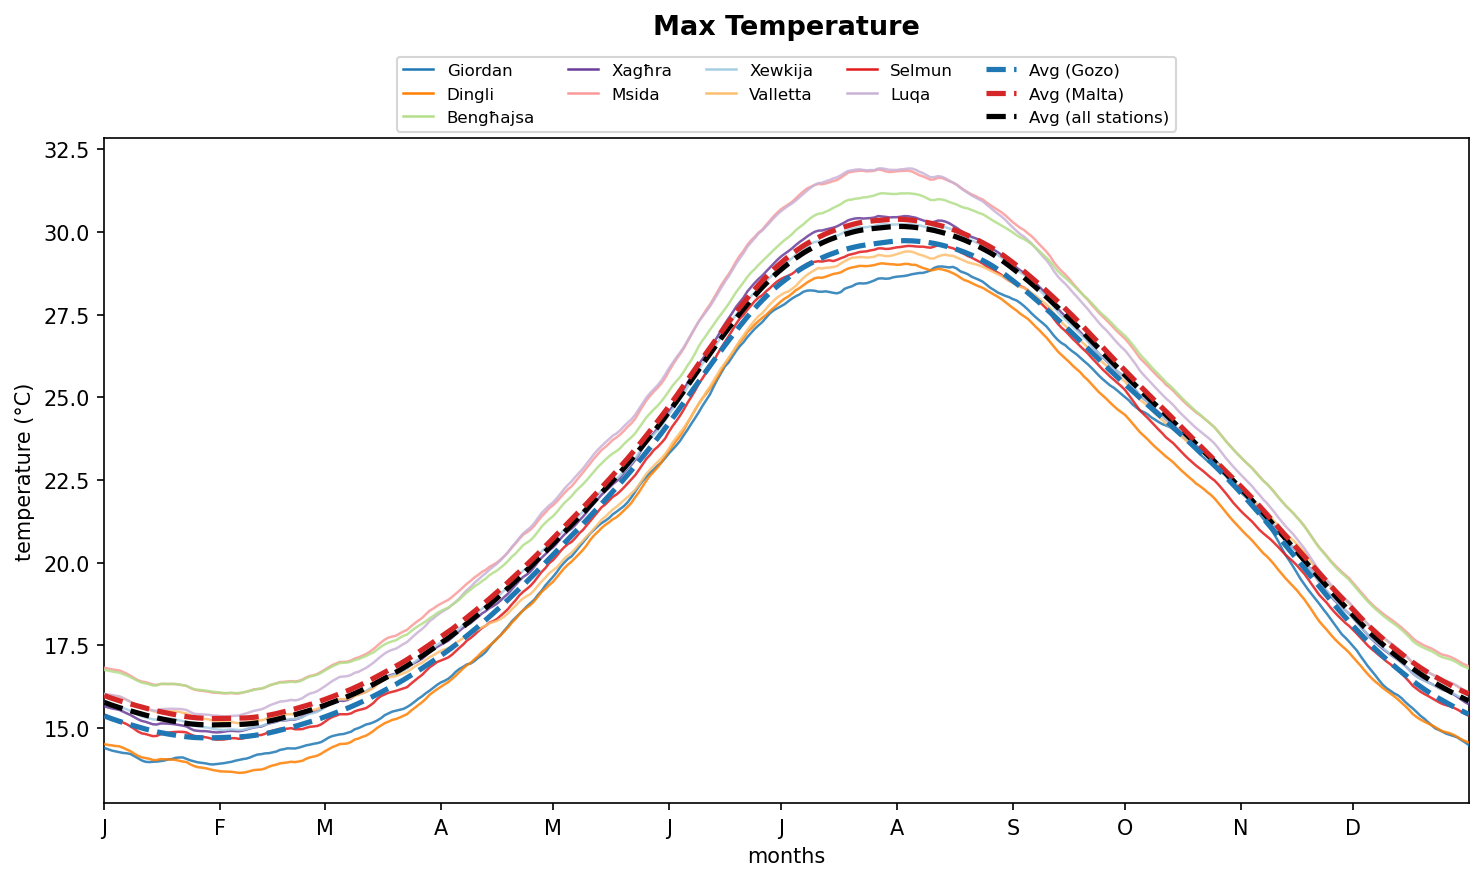 Max Temperature
Giordan
Dingli
Bengħajsa
Xagħra
Msida
Xewkija
Valletta
Selmun
Luqa
Avg (Gozo)
Avg (Malta)
Avg (all stations)
temperature (°C)
32.5
30.0
27.5
25.0
22.5
20.0
17.5
15.0
J F M A M J J A S O N D
months